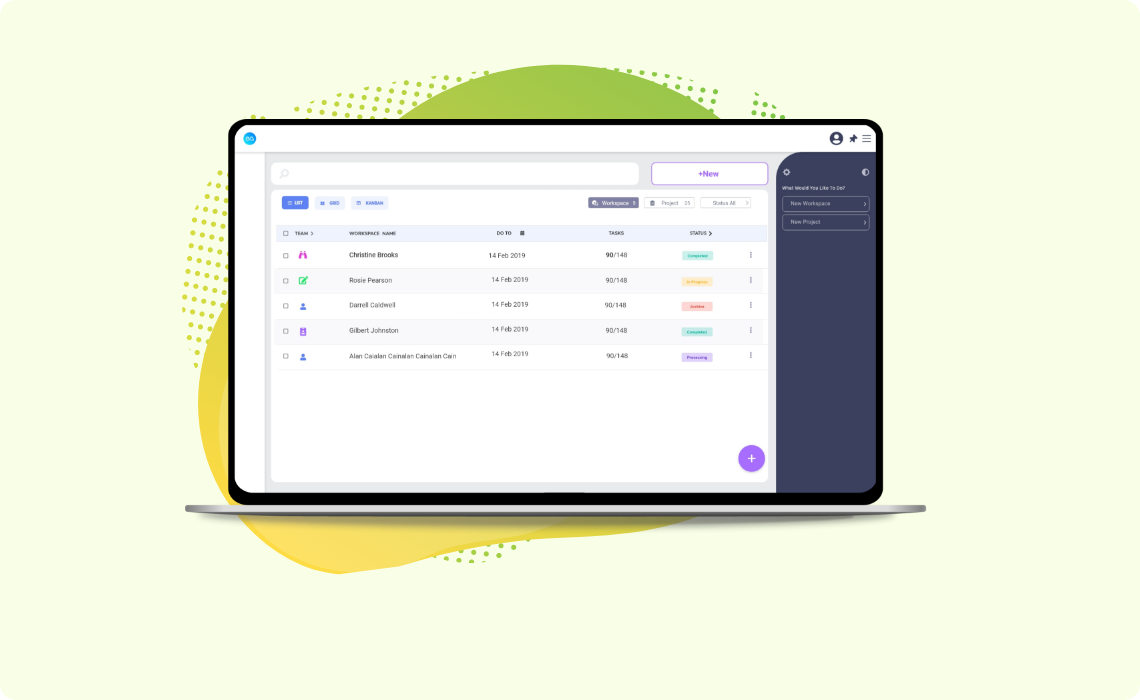 BO
+New
LIST GRID KANBAN Workspace 5 Project 25 Status All
TEAM WORKSPACE NAME DO TO TASKS STATUS
Christine Brooks 14 Feb 2019 90/148 Completed
Rosie Pearson 14 Feb 2019 90/148 In Progress
Darrell Caldwell 14 Feb 2019 90/148
Gilbert Johnston 14 Feb 2019 90/148 Completed
Alan Caialan Cainalan Cainalan Cain 14 Feb 2019 90/148 Processing
What Would You Like To Do?
New Workspace
New Project